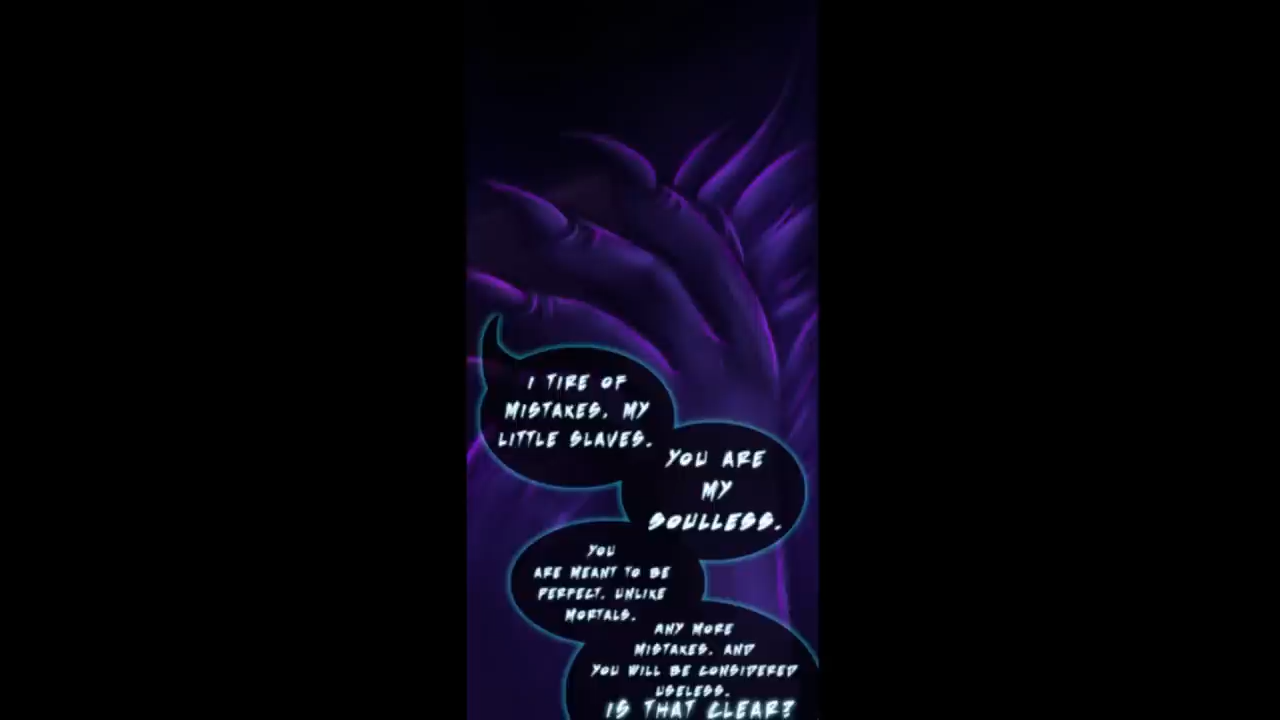 I TIRE OF
MISTAKES, MY
LITTLE SLAVES.
YOU ARE
MY
SOULLESS.
YOU
ARE MEANT TO BE
PERFECT, UNLIKE
MORTALS.
ANY MORE
MISTAKES, AND
YOU WILL BE CONSIDERED
USELESS.
IS THAT CLEAR?